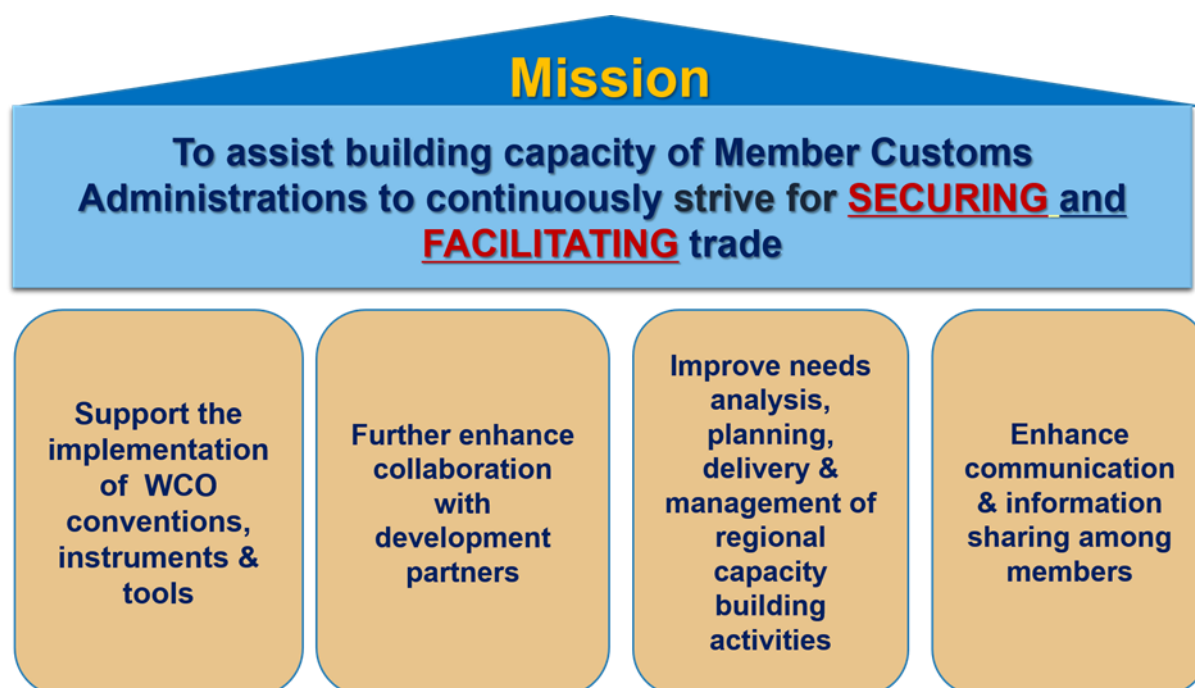 Mission
To assist building capacity of Member Customs
Administrations to continuously strive for SECURING and
FACILITATING trade
Support the
implementation
of WCO
conventions,
instruments &
tools
Further enhance
collaboration
with
development
partners
Improve needs
analysis,
planning,
delivery &
management of
regional
capacity
building
activities
Enhance
communication
& information
sharing among
members